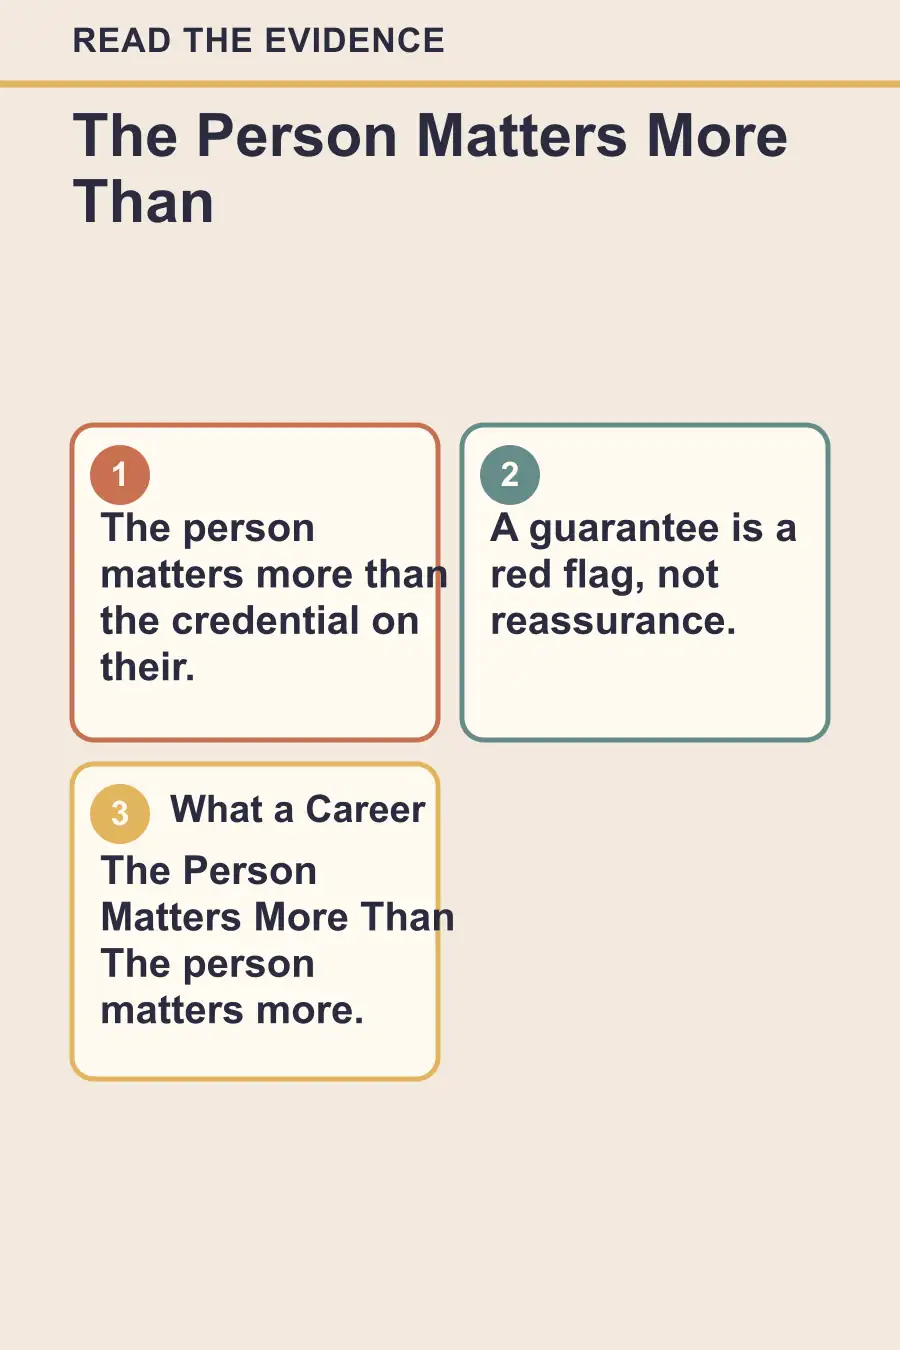 READ THE EVIDENCE
The Person Matters More
Than
1
The person
matters more than
the credential on
their.
2
A guarantee is a
red flag, not
reassurance.
3
What a Career
The Person
Matters More Than
The person
matters more.